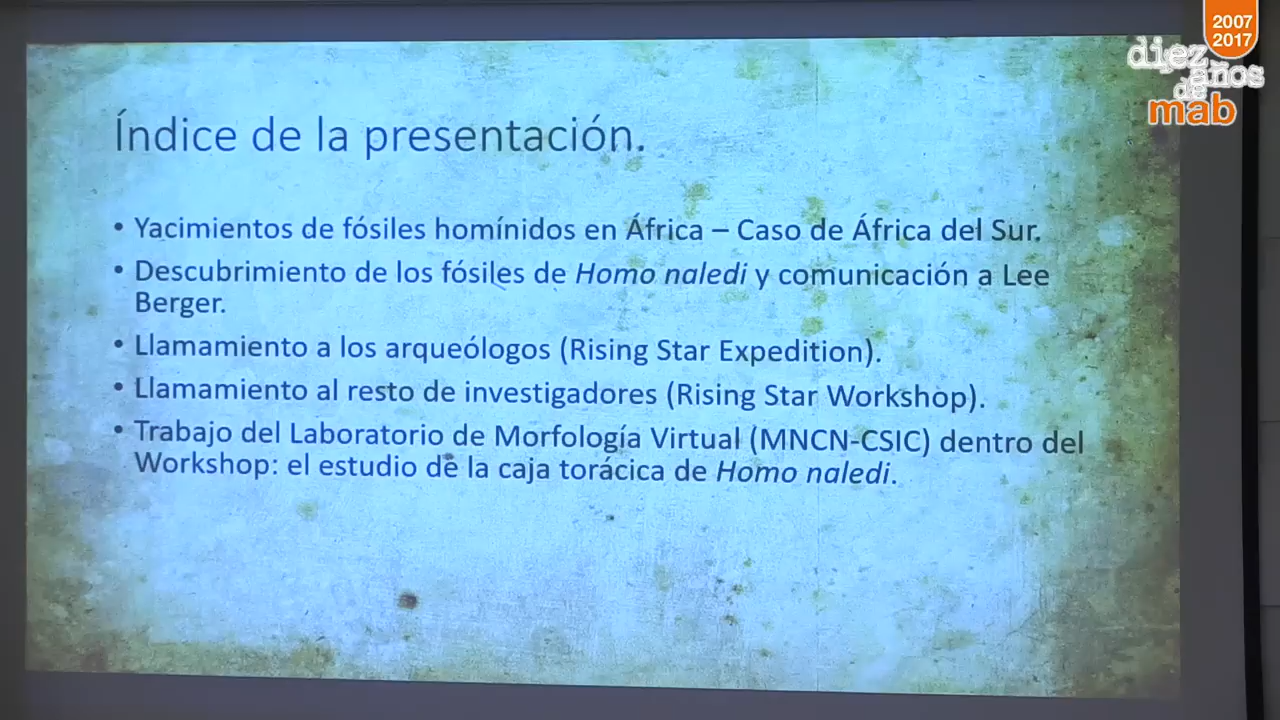 2007
2017
diez
años
de
mab
Índice de la presentación.
• Yacimientos de fósiles homínidos en África – Caso de África del Sur.
• Descubrimiento de los fósiles de Homo naledi y comunicación a Lee
Berger.
• Llamamiento a los arqueólogos (Rising Star Expedition).
• Llamamiento al resto de investigadores (Rising Star Workshop).
• Trabajo del Laboratorio de Morfología Virtual (MNCN-CSIC) dentro del
Workshop: el estudio de la caja torácica de Homo naledi.